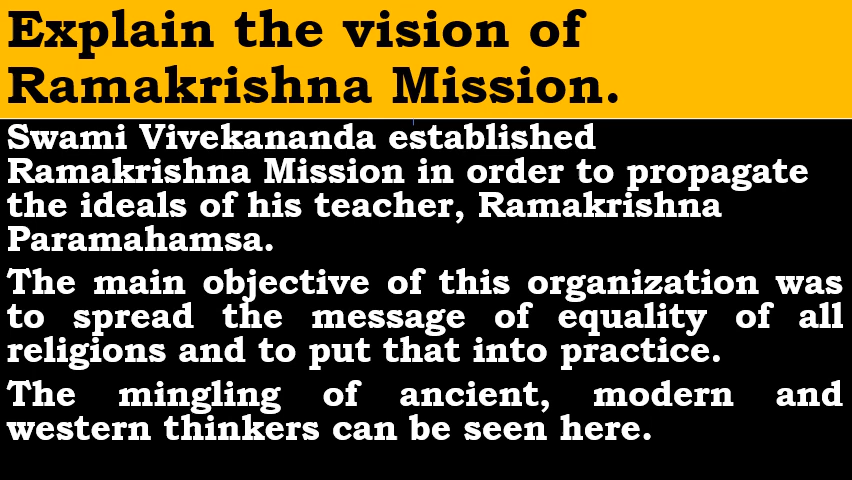 Explain the vision of
Ramakrishna Mission.
Swami Vivekananda established
Ramakrishna Mission in order to propagate
the ideals of his teacher, Ramakrishna
Paramahamsa.
The main objective of this organization was
to spread the message of equality of all
religions and to put that into practice.
The mingling of ancient, modern and
western thinkers can be seen here.